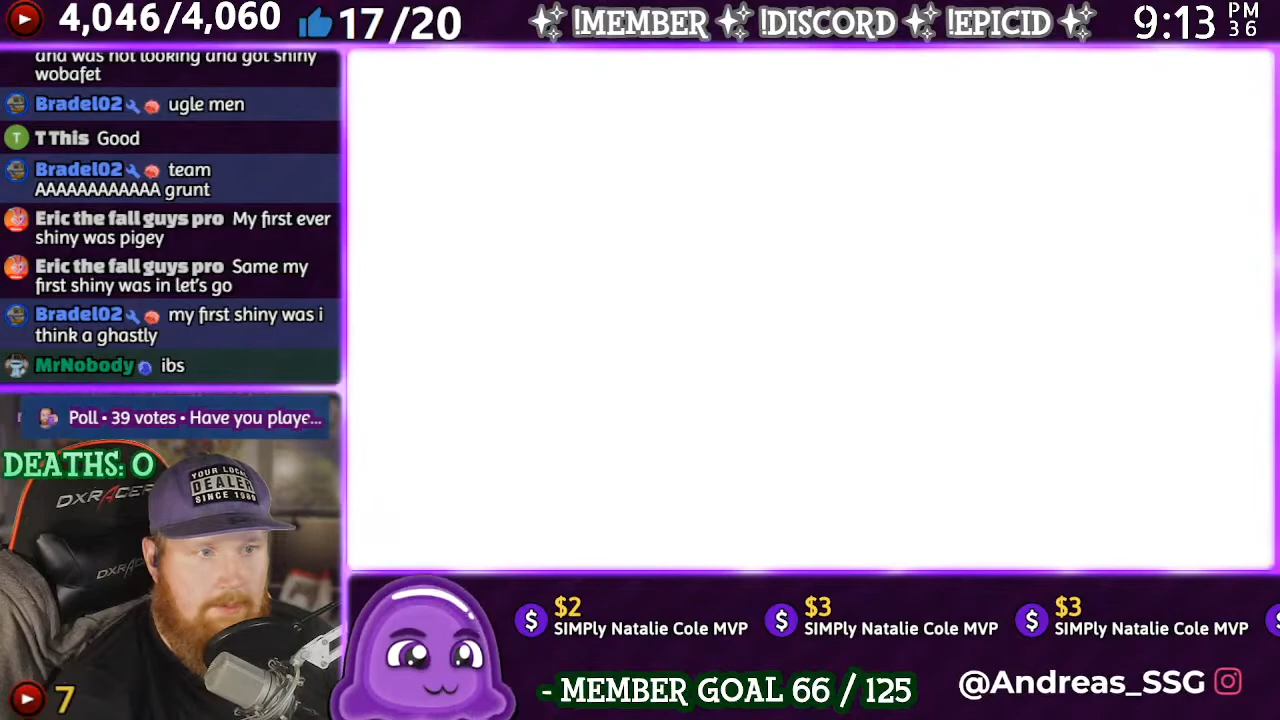 4,046/4,060
17/20
!MEMBER !DISCORD !EPICID
9:13 PM 36
and was not looking and got shiny
wobafet
Bradel02 ugle men
T T This Good
Bradel02 team
AAAAAAAAAAAA grunt
Eric the fall guys pro My first ever
shiny was pigey
Eric the fall guys pro Same my
first shiny was in let's go
Bradel02 my first shiny was i
think a ghastly
MrNobody ibs
Poll • 39 votes • Have you playe...
DEATHS: 0
YOUR LOCAL
DEALER
SINCE 1989
DXRACER
7
$ $2
SIMPly Natalie Cole MVP
$ $3
SIMPly Natalie Cole MVP
$ $3
SIMPly Natalie Cole MVP
- MEMBER GOAL 66 / 125
@Andreas_SSG